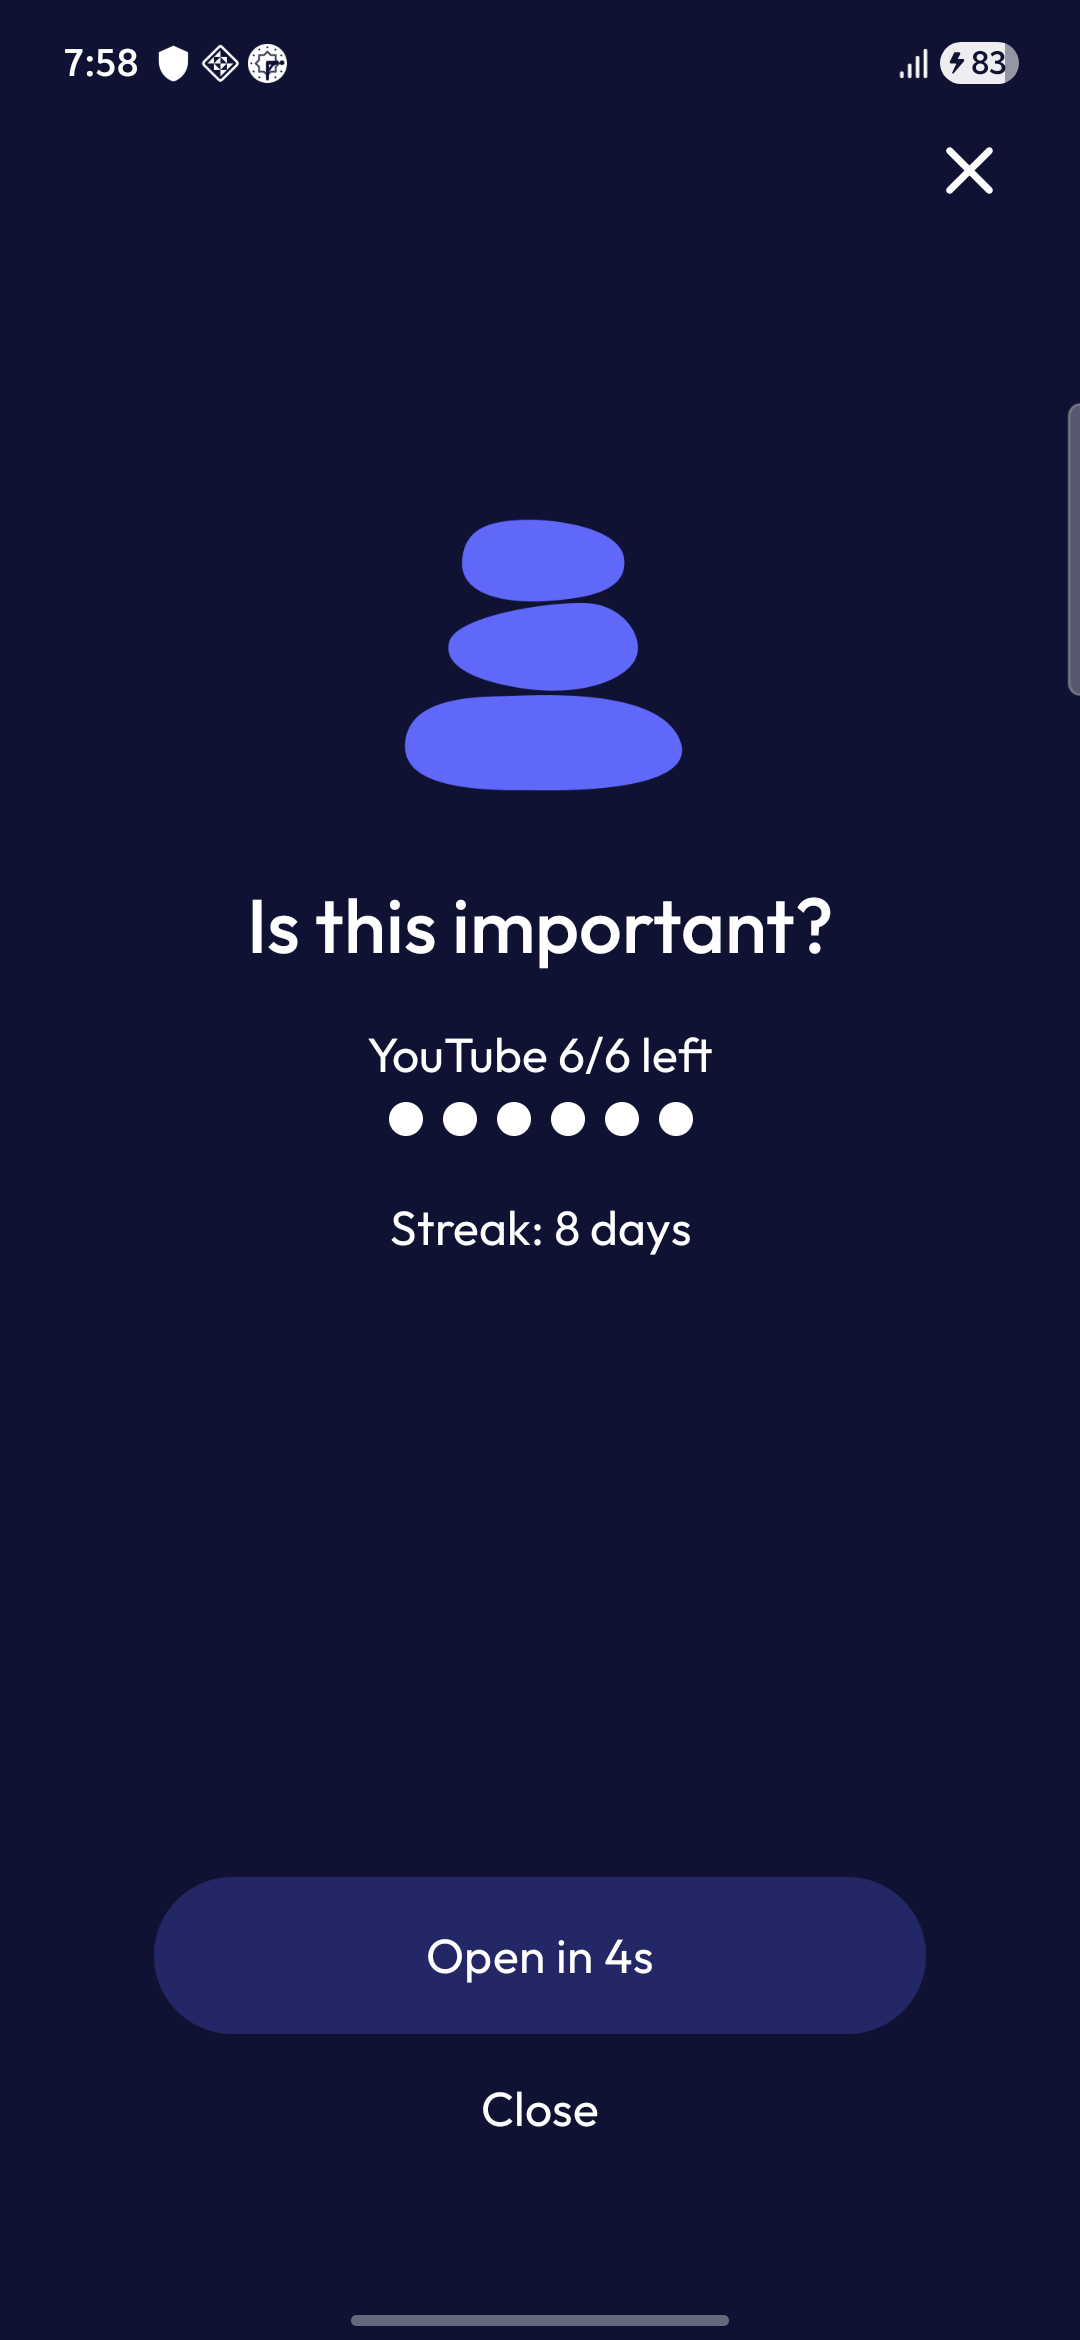 7:58
83
Is this important?
YouTube 6/6 left
Streak: 8 days
Open in 4s
Close